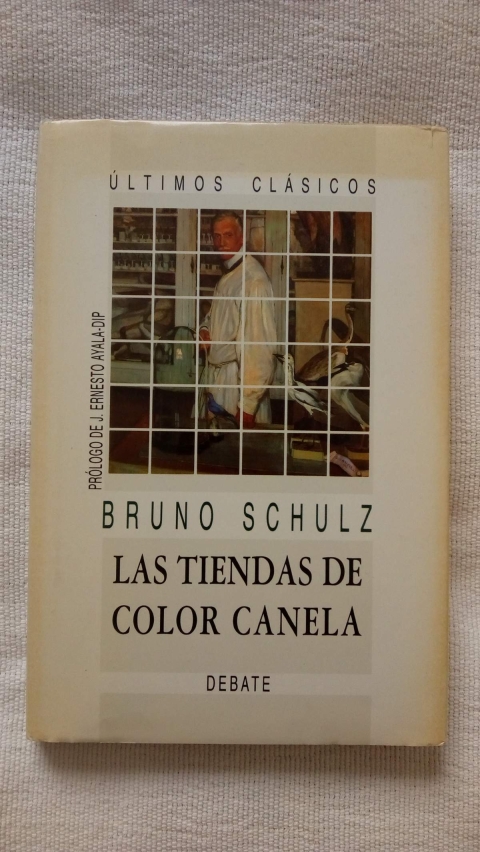 ÚLTIMOS CLÁSICOS
PRÓLOGO DE J. ERNESTO AYALA-DIP
BRUNO SCHULZ
LAS TIENDAS DE
COLOR CANELA
DEBATE